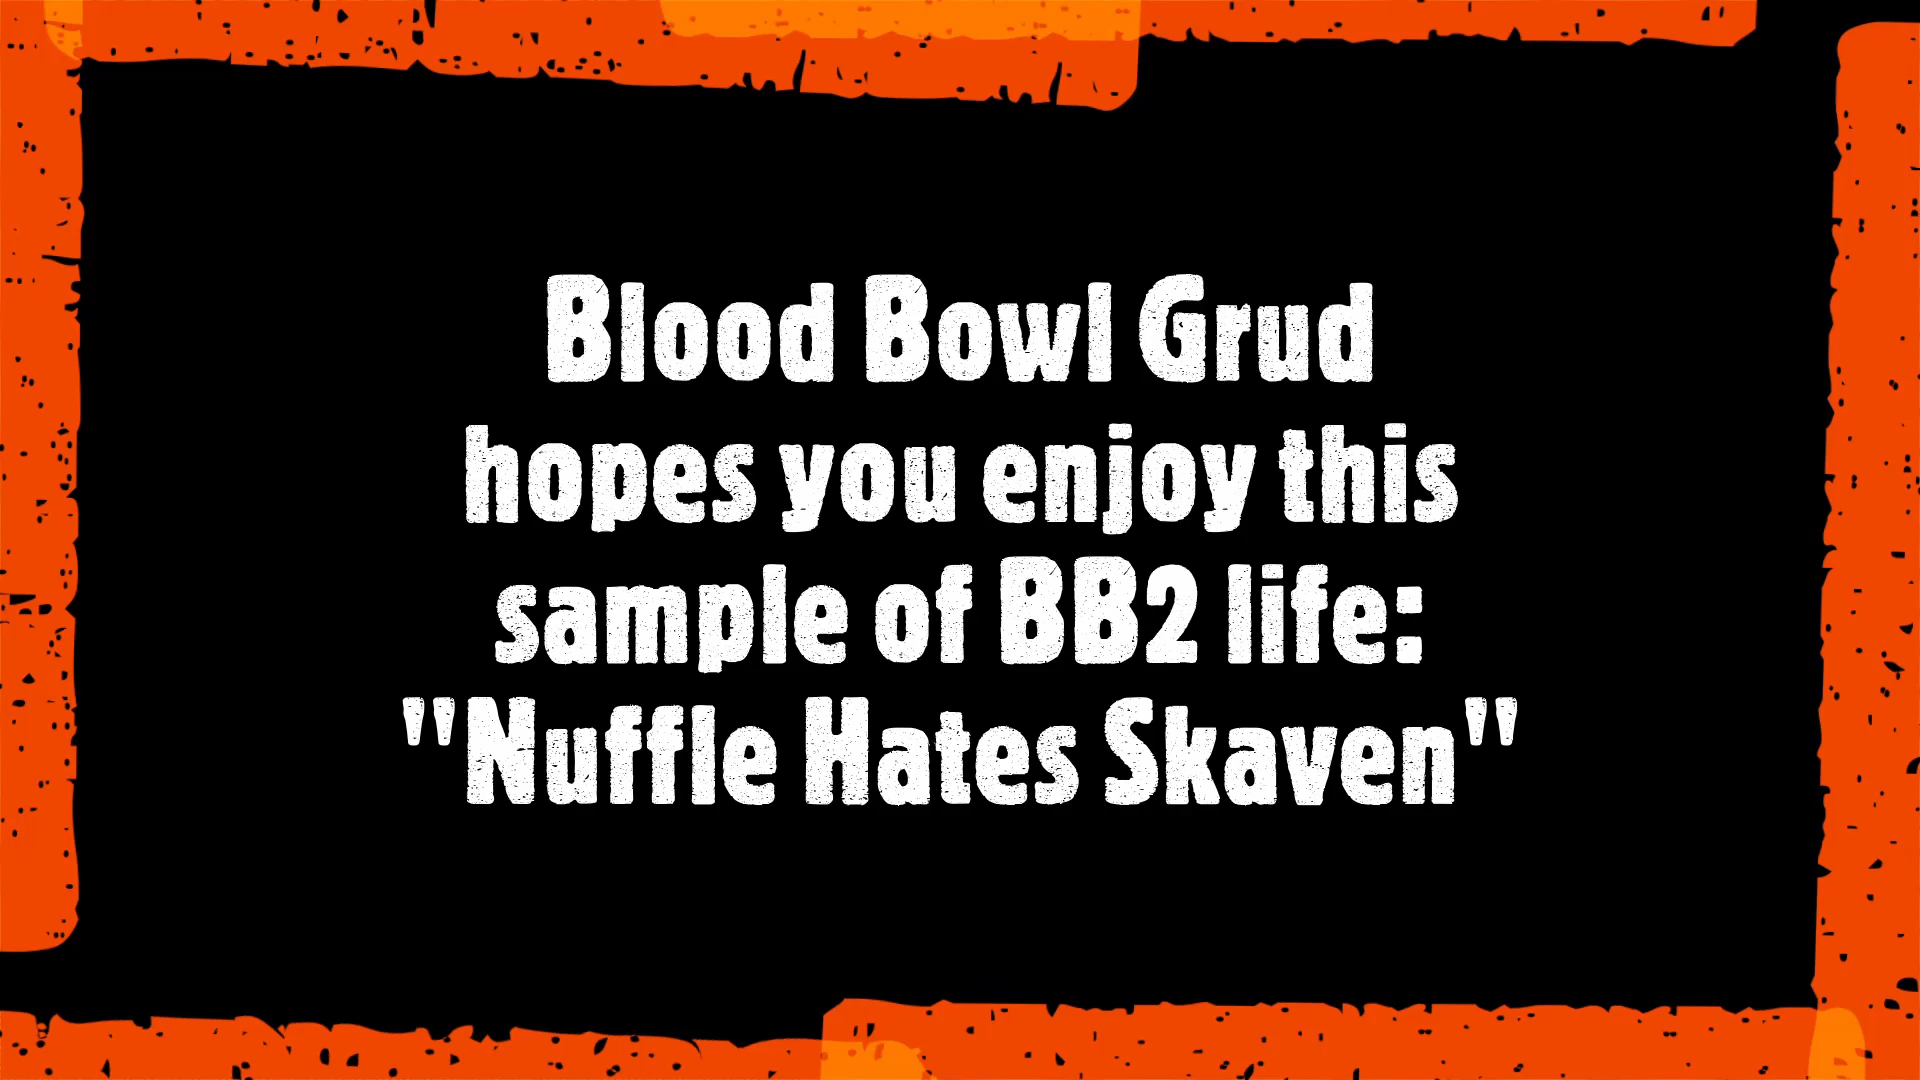 Blood Bowl Grud
hopes you enjoy this
sample of BB2 life:
"Nuffle Hates Skaven"